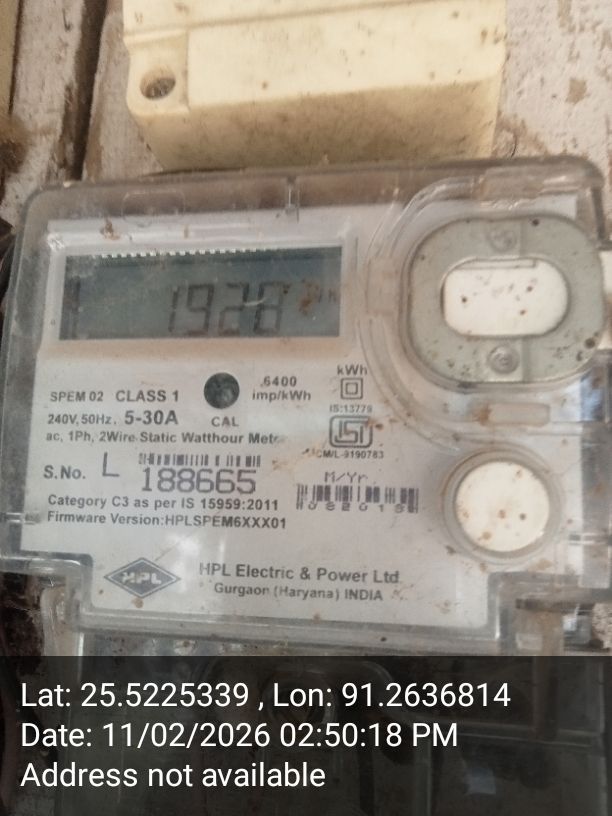 1928
kWh
.6400
imp/kWh
SPEM 02 CLASS 1
240V, 50Hz, 5-30A
CAL
IS:13779
ac, 1Ph, 2Wire Static Watthour Mete
ISI
CM/L-9190783
S.No. L 188665
M/Yr
Category C3 as per IS 15959:2011
Firmware Version:HPLSPEM6XXX01
HPL
HPL Electric & Power Ltd
Gurgaon (Haryana) INDIA
Lat: 25.5225339 , Lon: 91.2636814
Date: 11/02/2026 02:50:18 PM
Address not available